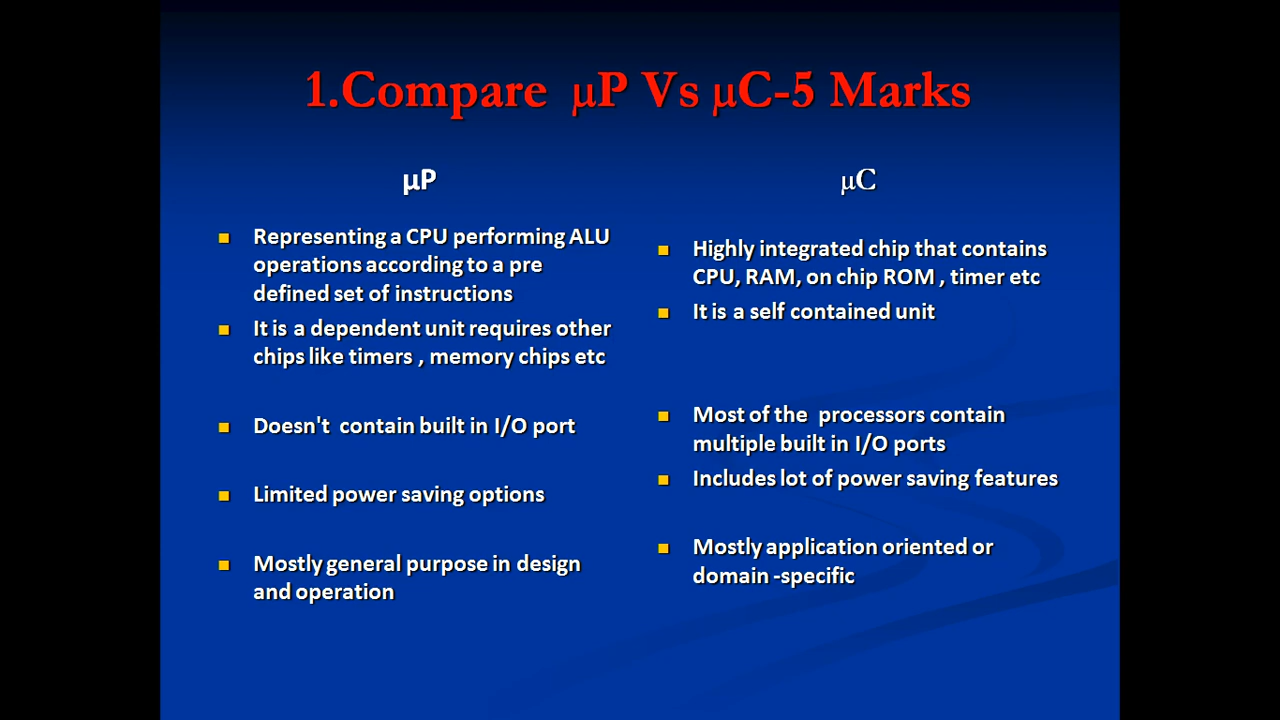 1.Compare µP Vs µC-5 Marks
µP
Representing a CPU performing ALU
operations according to a pre
defined set of instructions
It is a dependent unit requires other
chips like timers , memory chips etc
Doesn't contain built in I/O port
Limited power saving options
Mostly general purpose in design
and operation
µC
Highly integrated chip that contains
CPU, RAM, on chip ROM , timer etc
It is a self contained unit
Most of the processors contain
multiple built in I/O ports
Includes lot of power saving features
Mostly application oriented or
domain -specific